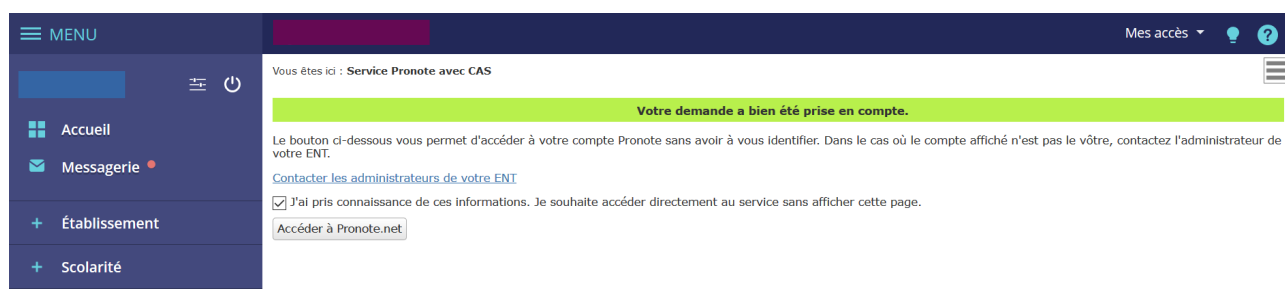 MENU
Mes accès
?
Vous êtes ici : Service Pronote avec CAS
Votre demande a bien été prise en compte.
Accueil
Messagerie
Établissement
Scolarité
Le bouton ci-dessous vous permet d'accéder à votre compte Pronote sans avoir à vous identifier. Dans le cas où le compte affiché n'est pas le vôtre, contactez l'administrateur de
votre ENT.
Contacter les administrateurs de votre ENT
J'ai pris connaissance de ces informations. Je souhaite accéder directement au service sans afficher cette page.
Accéder à Pronote.net